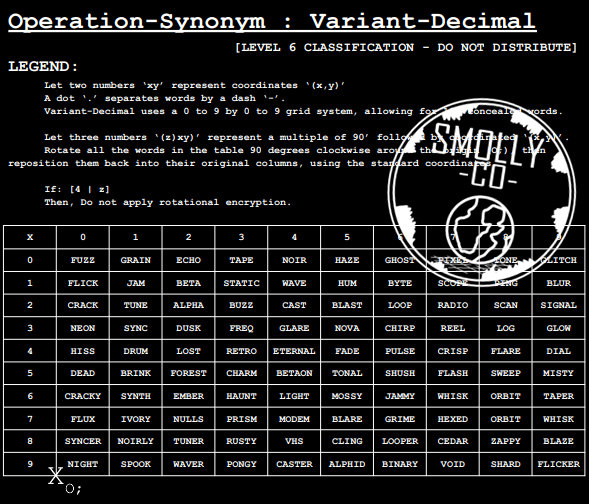 Operation-Synonym : Variant-Decimal
[LEVEL 6 CLASSIFICATION - DO NOT DISTRIBUTE]
LEGEND:
Let two numbers ‘xy’ represent coordinates ‘(x,y)’
A dot ‘.’ separates words by a dash ‘-’.
Variant-Decimal uses a 0 to 9 by 0 to 9 grid system, allowing for concealed words.
Let three numbers ‘(z)xy)’ represent a multiple of 90’ followed by coordinates ‘(x,y)’.
Rotate all the words in the table 90 degrees clockwise around the origin then
reposition them back into their original columns, using the standard coordinates
If: [4 | z]
Then, Do not apply rotational encryption.
SMOLLY
-CO-
X 0 1 2 3 4 5 6 7 8 9
0 FUZZ GRAIN ECHO TAPE NOIR HAZE GHOST PIXEL TONE GLITCH
1 FLICK JAM BETA STATIC WAVE HUM BYTE SCOPE PING BLUR
2 CRACK TUNE ALPHA BUZZ CAST BLAST LOOP RADIO SCAN SIGNAL
3 NEON SYNC DUSK FREQ GLARE NOVA CHIRP REEL LOG GLOW
4 HISS DRUM LOST RETRO ETERNAL FADE PULSE CRISP FLARE DIAL
5 DEAD BRINK FOREST CHARM BETAON TONAL SHUSH FLASH SWEEP MISTY
6 CRACKY SYNTH EMBER HAUNT LIGHT MOSSY JAMMY WHISK ORBIT TAPER
7 FLUX IVORY NULLS PRISM MODEM BLARE GRIME HEXED ORBIT WHISK
8 SYNCER NOIRLY TUNER RUSTY VHS CLING LOOPER CEDAR ZAPPY BLAZE
9 NIGHT SPOOK WAVER PONGY CASTER ALPHID BINARY VOID SHARD FLICKER
X0;